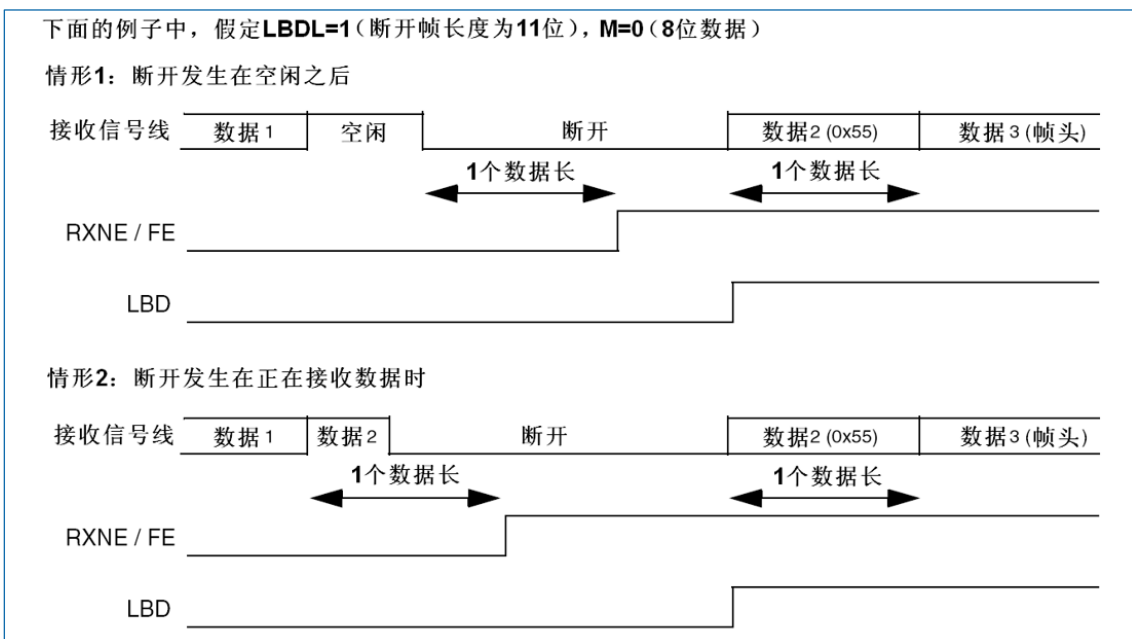 下面的例子中，假定LBDL=1（断开帧长度为11位），M=0（8位数据）
情形1：断开发生在空闲之后
接收信号线 数据1 空闲 断开 数据2 (0x55) 数据3 (帧头)
1个数据长 1个数据长
RXNE / FE
LBD
情形2：断开发生在正在接收数据时
接收信号线 数据1 数据2 断开 数据2 (0x55) 数据3 (帧头)
1个数据长 1个数据长
RXNE / FE
LBD